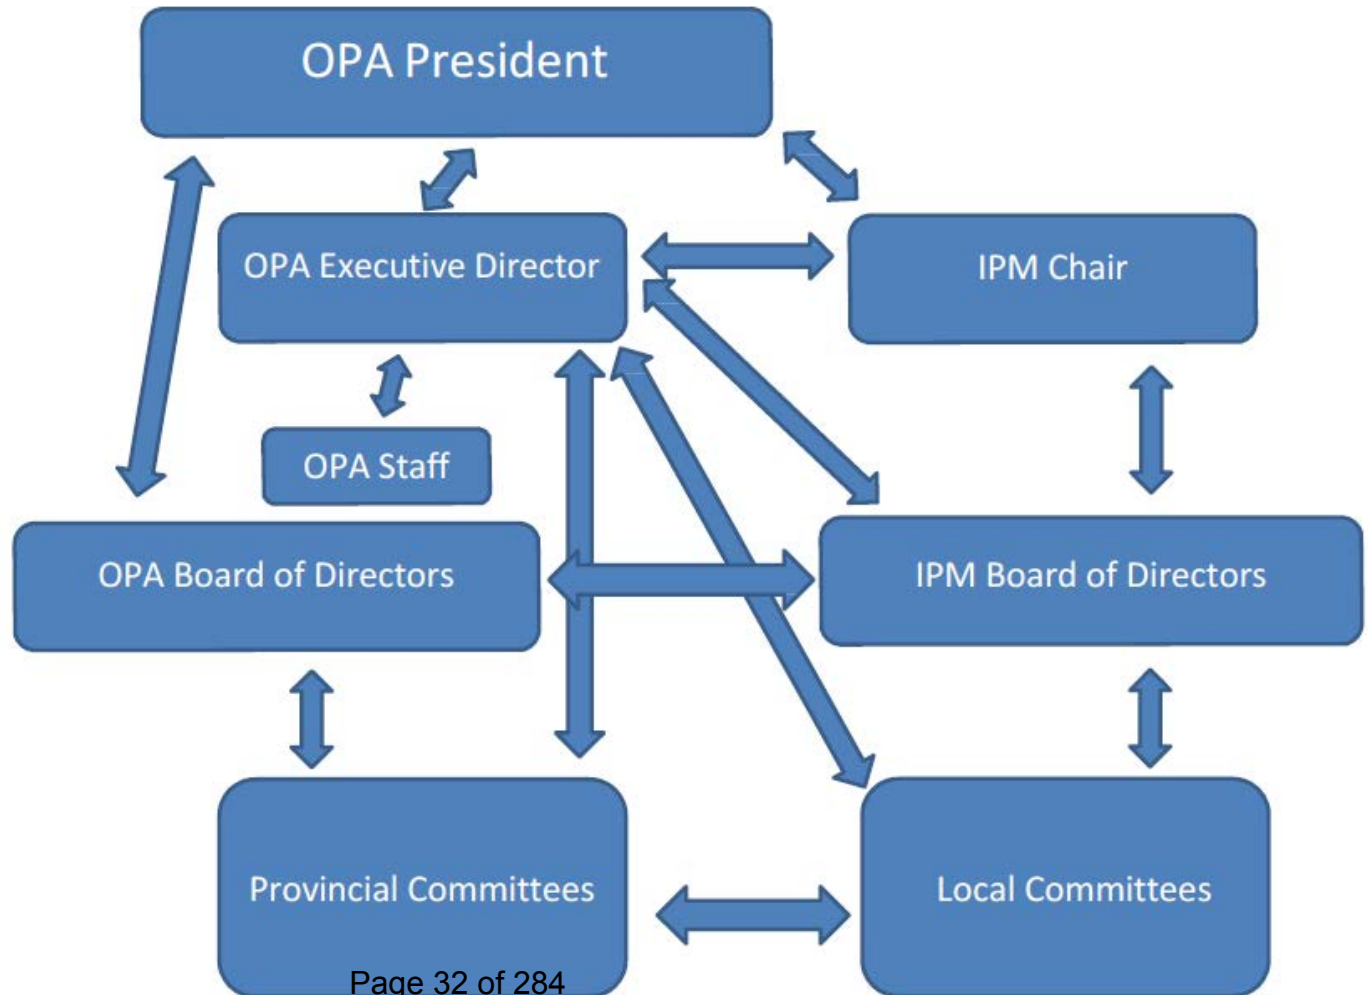 OPA President
OPA Executive Director
IPM Chair
OPA Staff
OPA Board of Directors
IPM Board of Directors
Provincial Committees
Local Committees
Page 32 of 284